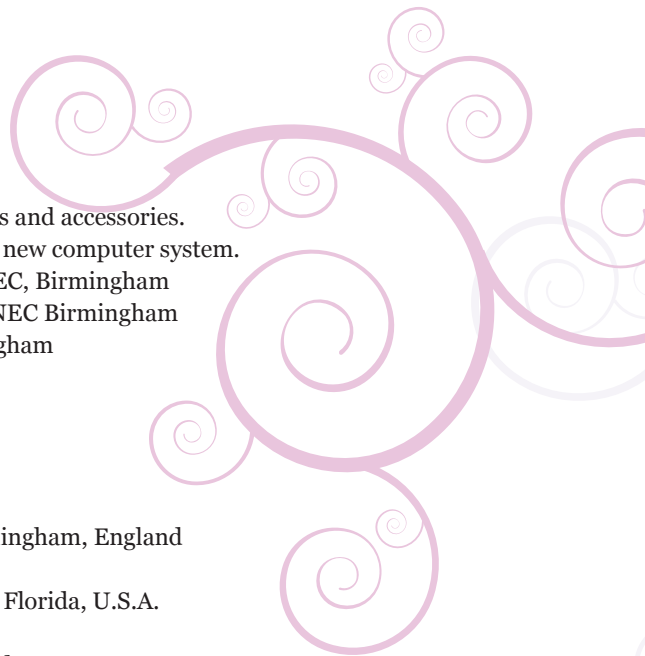 s and accessories.
new computer system.
EC, Birmingham
NEC Birmingham
gham
ingham, England
Florida, U.S.A.